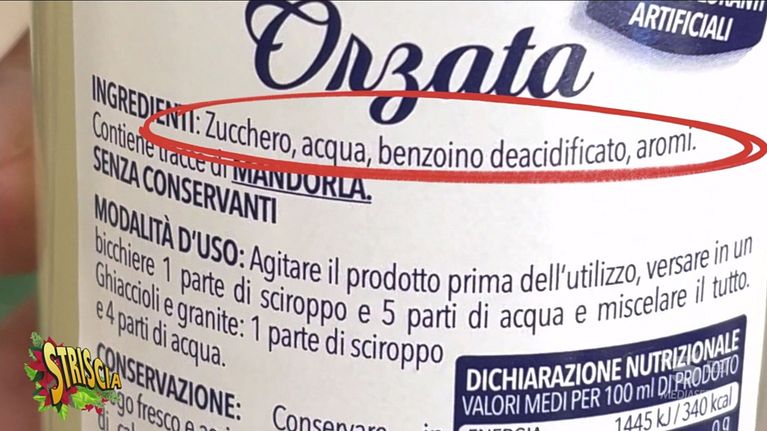 ARTIFICIALI
Orzata
INGREDIENTI: Zucchero, acqua, benzoino deacidificato, aromi.
Contiene tracce di MANDORLA.
SENZA CONSERVANTI
MODALITÀ D'USO: Agitare il prodotto prima dell'utilizzo, versare in un
bicchiere 1 parte di sciroppo e 5 parti di acqua e miscelare il tutto.
Ghiaccioli e granite: 1 parte di sciroppo
e 4 parti di acqua.
CONSERVAZIONE:
fresco e
Conservare in
DICHIARAZIONE NUTRIZIONALE
VALORI MEDI PER 100 ml DI PRODOTTO
1445 kJ / 340 kcal
STRISCIA